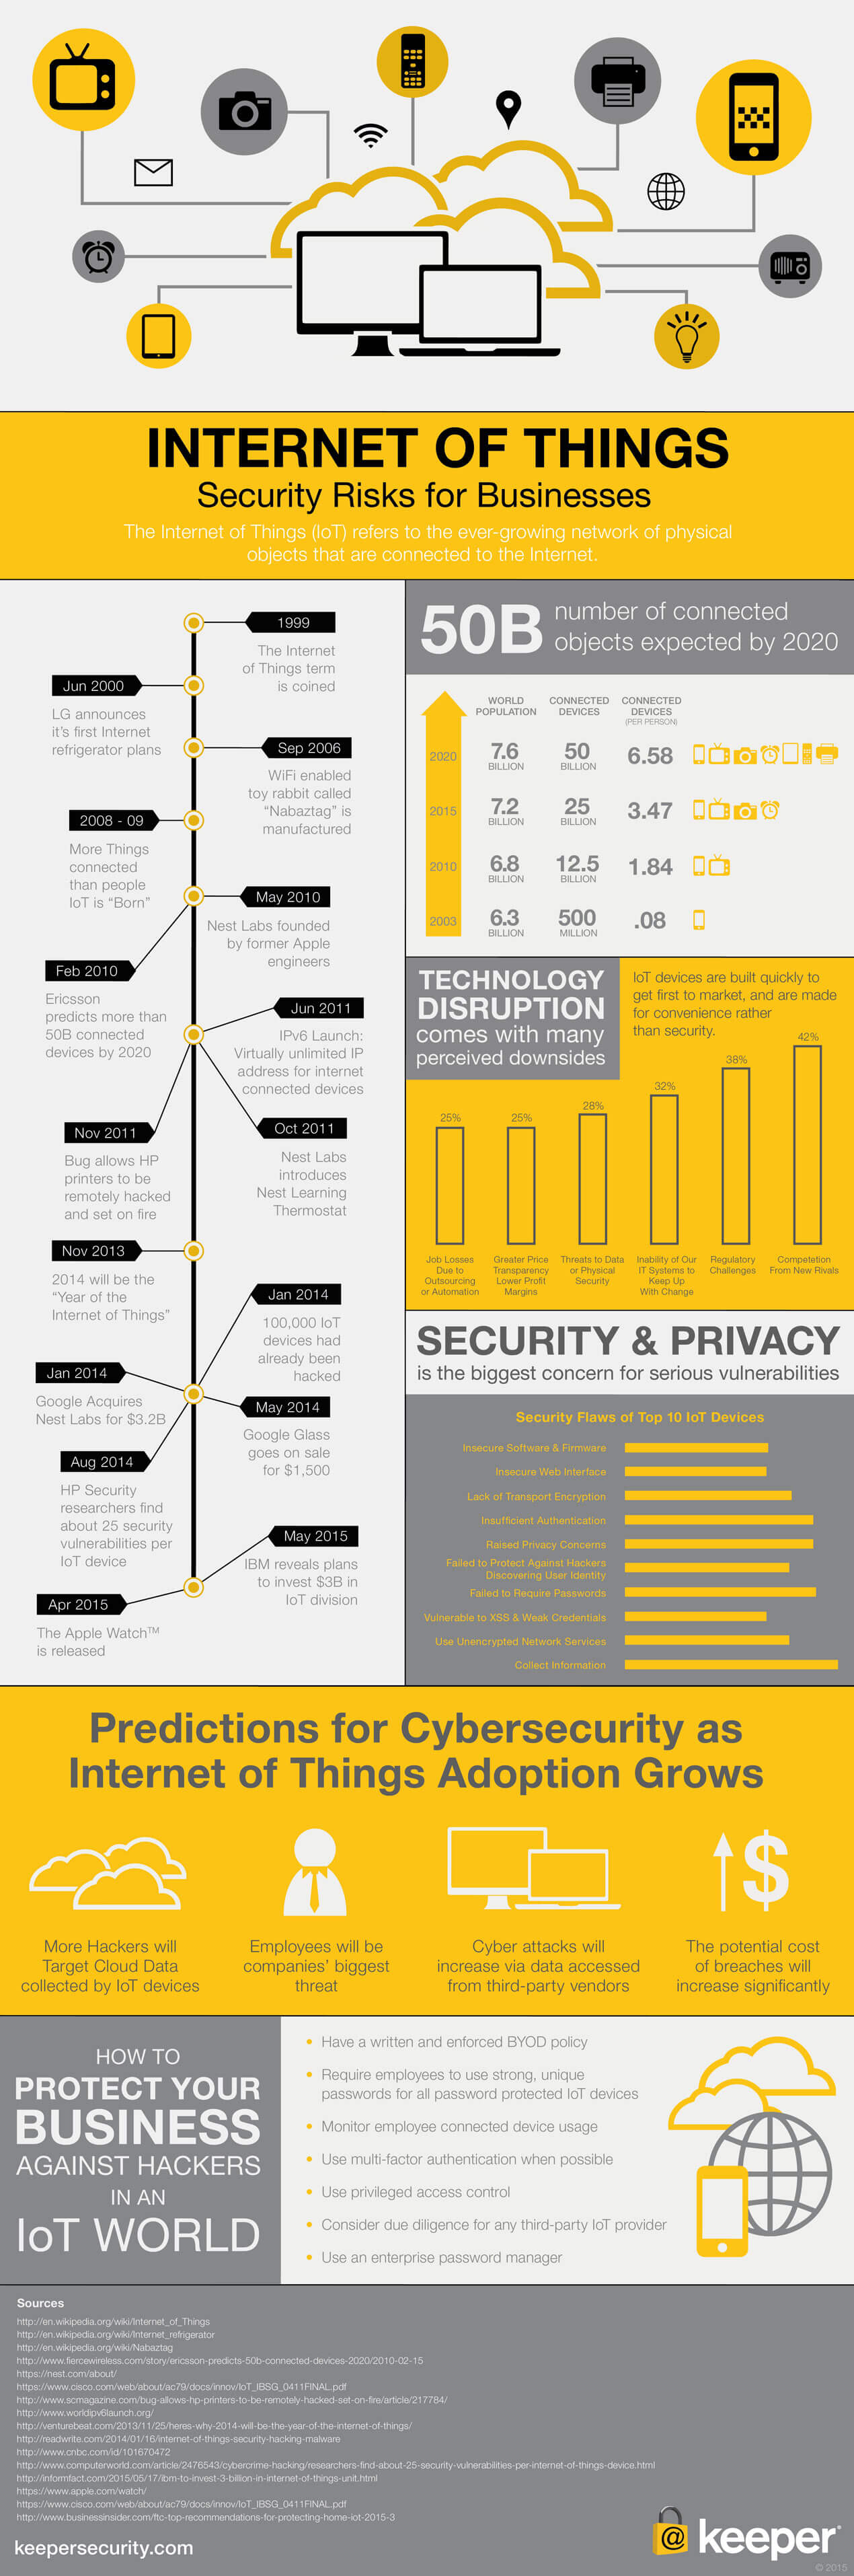 INTERNET OF THINGS
Security Risks for Businesses
The Internet of Things (IoT) refers to the ever-growing network of physical
objects that are connected to the Internet.
1999
The Internet
of Things term
is coined
Jun 2000
LG announces
it's first Internet
refrigerator plans
Sep 2006
WiFi enabled
toy rabbit called
"Nabaztag" is
manufactured
2008 - 09
More Things
connected
than people
IoT is "Born"
May 2010
Nest Labs founded
by former Apple
engineers
Feb 2010
Ericsson
predicts more than
50B connected
devices by 2020
Jun 2011
IPv6 Launch:
Virtually unlimited IP
address for internet
connected devices
Nov 2011
Bug allows HP
printers to be
remotely hacked
and set on fire
Oct 2011
Nest Labs
introduces
Nest Learning
Thermostat
Nov 2013
2014 will be the
"Year of the
Internet of Things"
Jan 2014
100,000 IoT
devices had
already been
hacked
Jan 2014
Google Acquires
Nest Labs for $3.2B
May 2014
Google Glass
goes on sale
for $1,500
Aug 2014
HP Security
researchers find
about 25 security
vulnerabilities per
IoT device
May 2015
IBM reveals plans
to invest $3B in
IoT division
Apr 2015
The Apple Watch™
is released
50B number of connected
objects expected by 2020
WORLD POPULATION CONNECTED DEVICES CONNECTED DEVICES (PER PERSON)
2020 7.6 BILLION 50 BILLION 6.58
2015 7.2 BILLION 25 BILLION 3.47
2010 6.8 BILLION 12.5 BILLION 1.84
2003 6.3 BILLION 500 MILLION .08
TECHNOLOGY
DISRUPTION
comes with many
perceived downsides
IoT devices are built quickly to
get first to market, and are made
for convenience rather
than security.
25% 25% 28% 32% 38% 42%
Job Losses
Due to
Outsourcing
or Automation
Greater Price
Transparency
Lower Profit
Margins
Threats to Data
or Physical
Security
Inability of Our
IT Systems to
Keep Up
With Change
Regulatory
Challenges
Competetion
From New Rivals
SECURITY & PRIVACY
is the biggest concern for serious vulnerabilities
Security Flaws of Top 10 IoT Devices
Insecure Software & Firmware
Insecure Web Interface
Lack of Transport Encryption
Insufficient Authentication
Raised Privacy Concerns
Failed to Protect Against Hackers
Discovering User Identity
Failed to Require Passwords
Vulnerable to XSS & Weak Credentials
Use Unencrypted Network Services
Collect Information
Predictions for Cybersecurity as
Internet of Things Adoption Grows
$
More Hackers will
Target Cloud Data
collected by IoT devices
Employees will be
companies' biggest
threat
Cyber attacks will
increase via data accessed
from third-party vendors
The potential cost
of breaches will
increase significantly
HOW TO
PROTECT YOUR
BUSINESS
AGAINST HACKERS
IN AN
IoT WORLD
• Have a written and enforced BYOD policy
• Require employees to use strong, unique
passwords for all password protected IoT devices
• Monitor employee connected device usage
• Use multi-factor authentication when possible
• Use privileged access control
• Consider due diligence for any third-party IoT provider
• Use an enterprise password manager
Sources
http://en.wikipedia.org/wiki/Internet_of_Things
http://en.wikipedia.org/wiki/Internet_refrigerator
http://en.wikipedia.org/wiki/Nabaztag
http://www.fiercewireless.com/story/ericsson-predicts-50b-connected-devices-2020/2010-02-15
https://nest.com/about/
https://www.cisco.com/web/about/ac79/docs/innov/IoT_IBSG_0411FINAL.pdf
http://www.scmagazine.com/bug-allows-hp-printers-to-be-remotely-hacked-set-on-fire/article/217784/
http://www.worldipv6launch.org/
http://venturebeat.com/2013/11/25/heres-why-2014-will-be-the-year-of-the-internet-of-things/
http://readwrite.com/2014/01/16/internet-of-things-security-hacking-malware
http://www.cnbc.com/id/101670472
http://www.computerworld.com/article/2476543/cybercrime-hacking/researchers-find-about-25-security-vulnerabilities-per-internet-of-things-device.html
http://informfact.com/2015/05/17/ibm-to-invest-3-billion-in-internet-of-things-unit.html
https://www.apple.com/watch/
https://www.cisco.com/web/about/ac79/docs/innov/IoT_IBSG_0411FINAL.pdf
http://www.businessinsider.com/ftc-top-recommendations-for-protecting-home-iot-2015-3
keepersecurity.com
@ keeper
© 2015